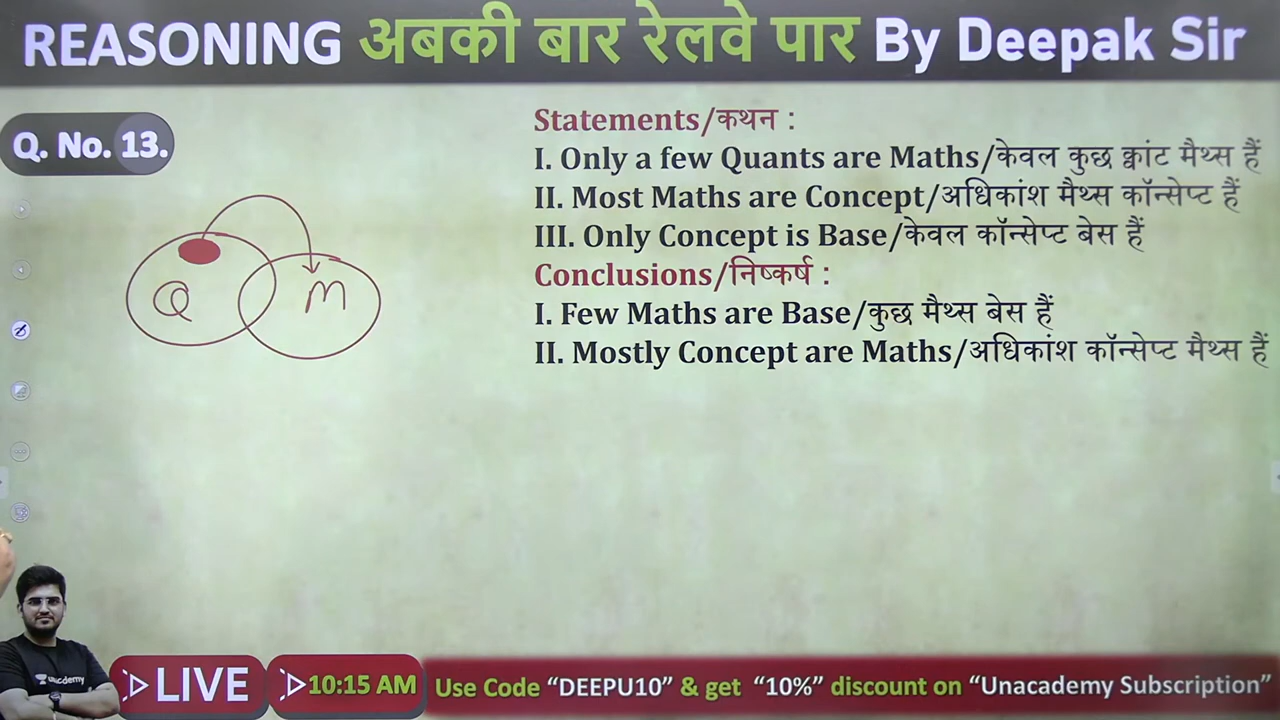 REASONING अबकी बार रेलवे पार By Deepak Sir
Q. No. 13.
Statements/कथन :
I. Only a few Quants are Maths/केवल कुछ क्वांट मैथ्स हैं
II. Most Maths are Concept/अधिकांश मैथ्स कॉन्सेप्ट हैं
III. Only Concept is Base/केवल कॉन्सेप्ट बेस हैं
Conclusions/निष्कर्ष :
I. Few Maths are Base/कुछ मैथ्स बेस हैं
II. Mostly Concept are Maths/अधिकांश कॉन्सेप्ट मैथ्स हैं
Q
M
unacademy
LIVE
10:15 AM
Use Code “DEEPU10” & get “10%” discount on “Unacademy Subscription”